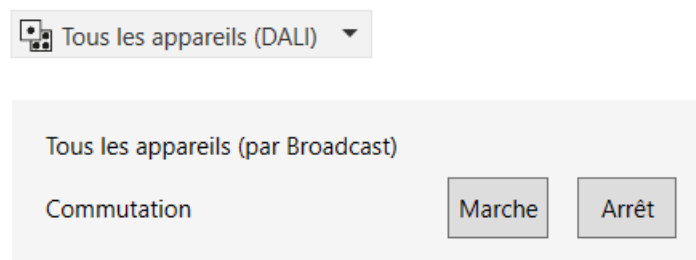 Tous les appareils (DALI)
Tous les appareils (par Broadcast)
Commutation Marche Arrêt